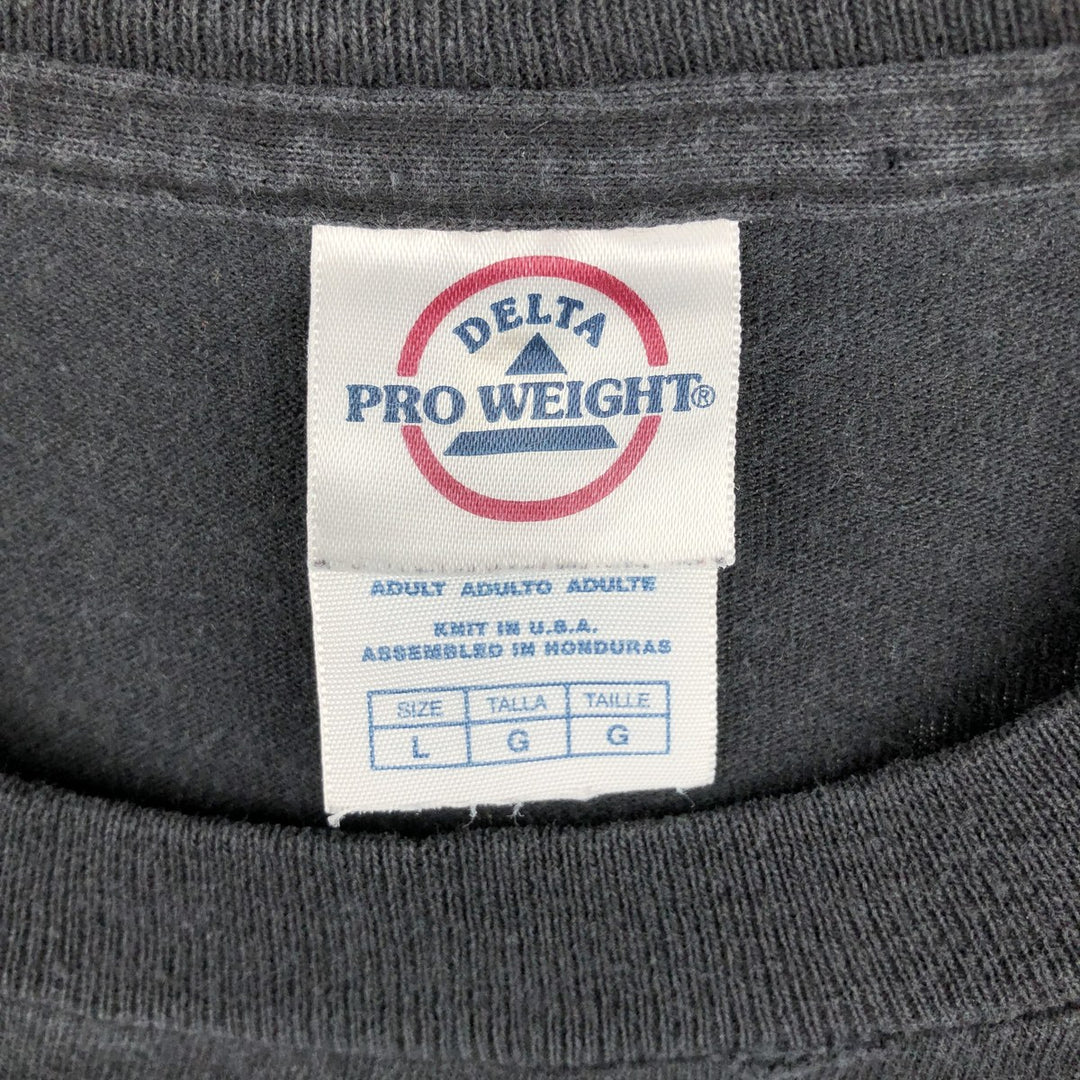 DELTA
PRO WEIGHT®
ADULT ADULTO ADULTE
KNIT IN U.S.A.
ASSEMBLED IN HONDURAS
SIZE TALLA TAILLE
L G G